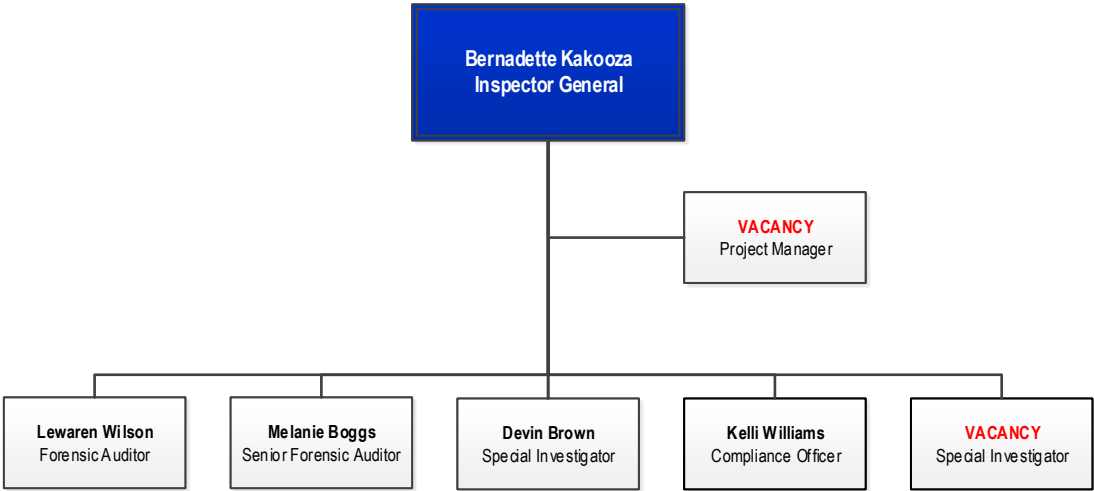 Bernadette Kakooza
Inspector General
VACANCY
Project Manager
Lewaren Wilson
Forensic Auditor
Melanie Boggs
Senior Forensic Auditor
Devin Brown
Special Investigator
Kelli Williams
Compliance Officer
VACANCY
Special Investigator